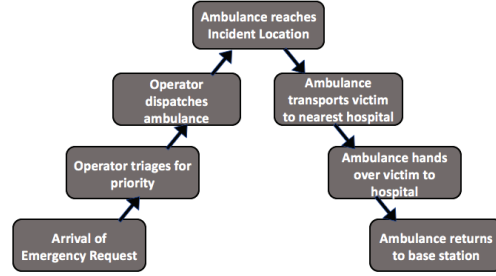 Ambulance reaches
Incident Location
Operator
dispatches
ambulance
Ambulance
transports victim
to nearest hospital
Operator triages for
priority
Ambulance hands
over victim to
hospital
Arrival of
Emergency Request
Ambulance returns
to base station